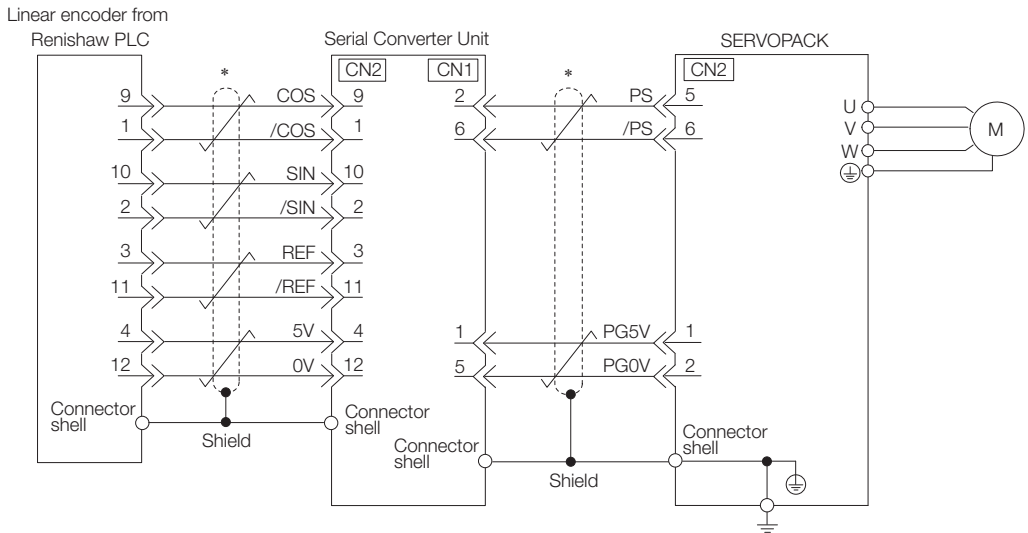 Linear encoder from
Renishaw PLC
Serial Converter Unit
SERVOPACK
CN2
CN1
CN2
*
*
9 COS 9
1 /COS 1
10 SIN 10
2 /SIN 2
3 REF 3
11 /REF 11
4 5V 4
12 0V 12
Connector
shell
Shield
Connector
shell
2 PS 5
6 /PS 6
1 PG5V 1
5 PG0V 2
Connector
shell
Shield
Connector
shell
U
V
W
M